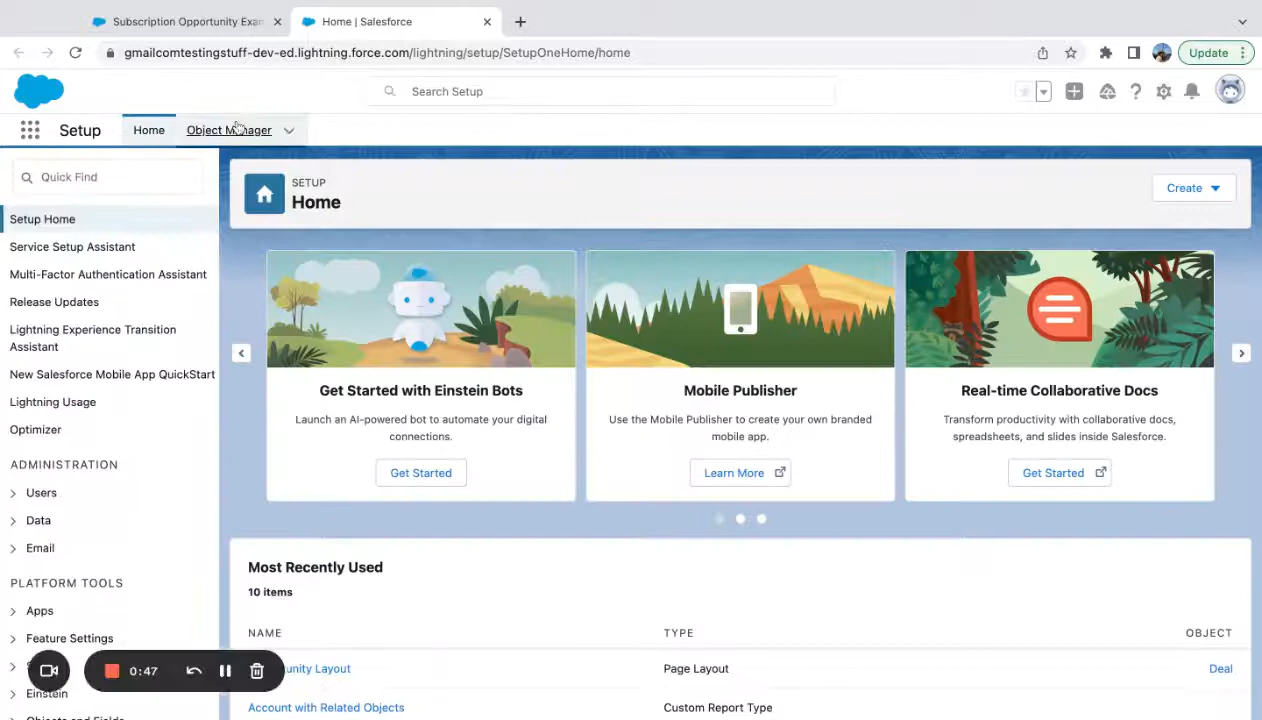 Subscription Opportunity Exam
Home | Salesforce
gmailcomtestingstuff-dev-ed.lightning.force.com/lightning/setup/SetupOneHome/home
Update
Search Setup
Setup
Home
Object Manager
Quick Find
SETUP
Home
Create
Setup Home
Service Setup Assistant
Multi-Factor Authentication Assistant
Release Updates
Lightning Experience Transition
Assistant
New Salesforce Mobile App QuickStart
Lightning Usage
Optimizer
ADMINISTRATION
Users
Data
Email
PLATFORM TOOLS
Apps
Feature Settings
Einstein
Get Started with Einstein Bots
Launch an AI-powered bot to automate your digital
connections.
Get Started
Mobile Publisher
Use the Mobile Publisher to create your own branded
mobile app.
Learn More
Real-time Collaborative Docs
Transform productivity with collaborative docs,
spreadsheets, and slides inside Salesforce.
Get Started
Most Recently Used
10 items
NAME
TYPE
OBJECT
unity Layout
Page Layout
Deal
Account with Related Objects
Custom Report Type
0:47